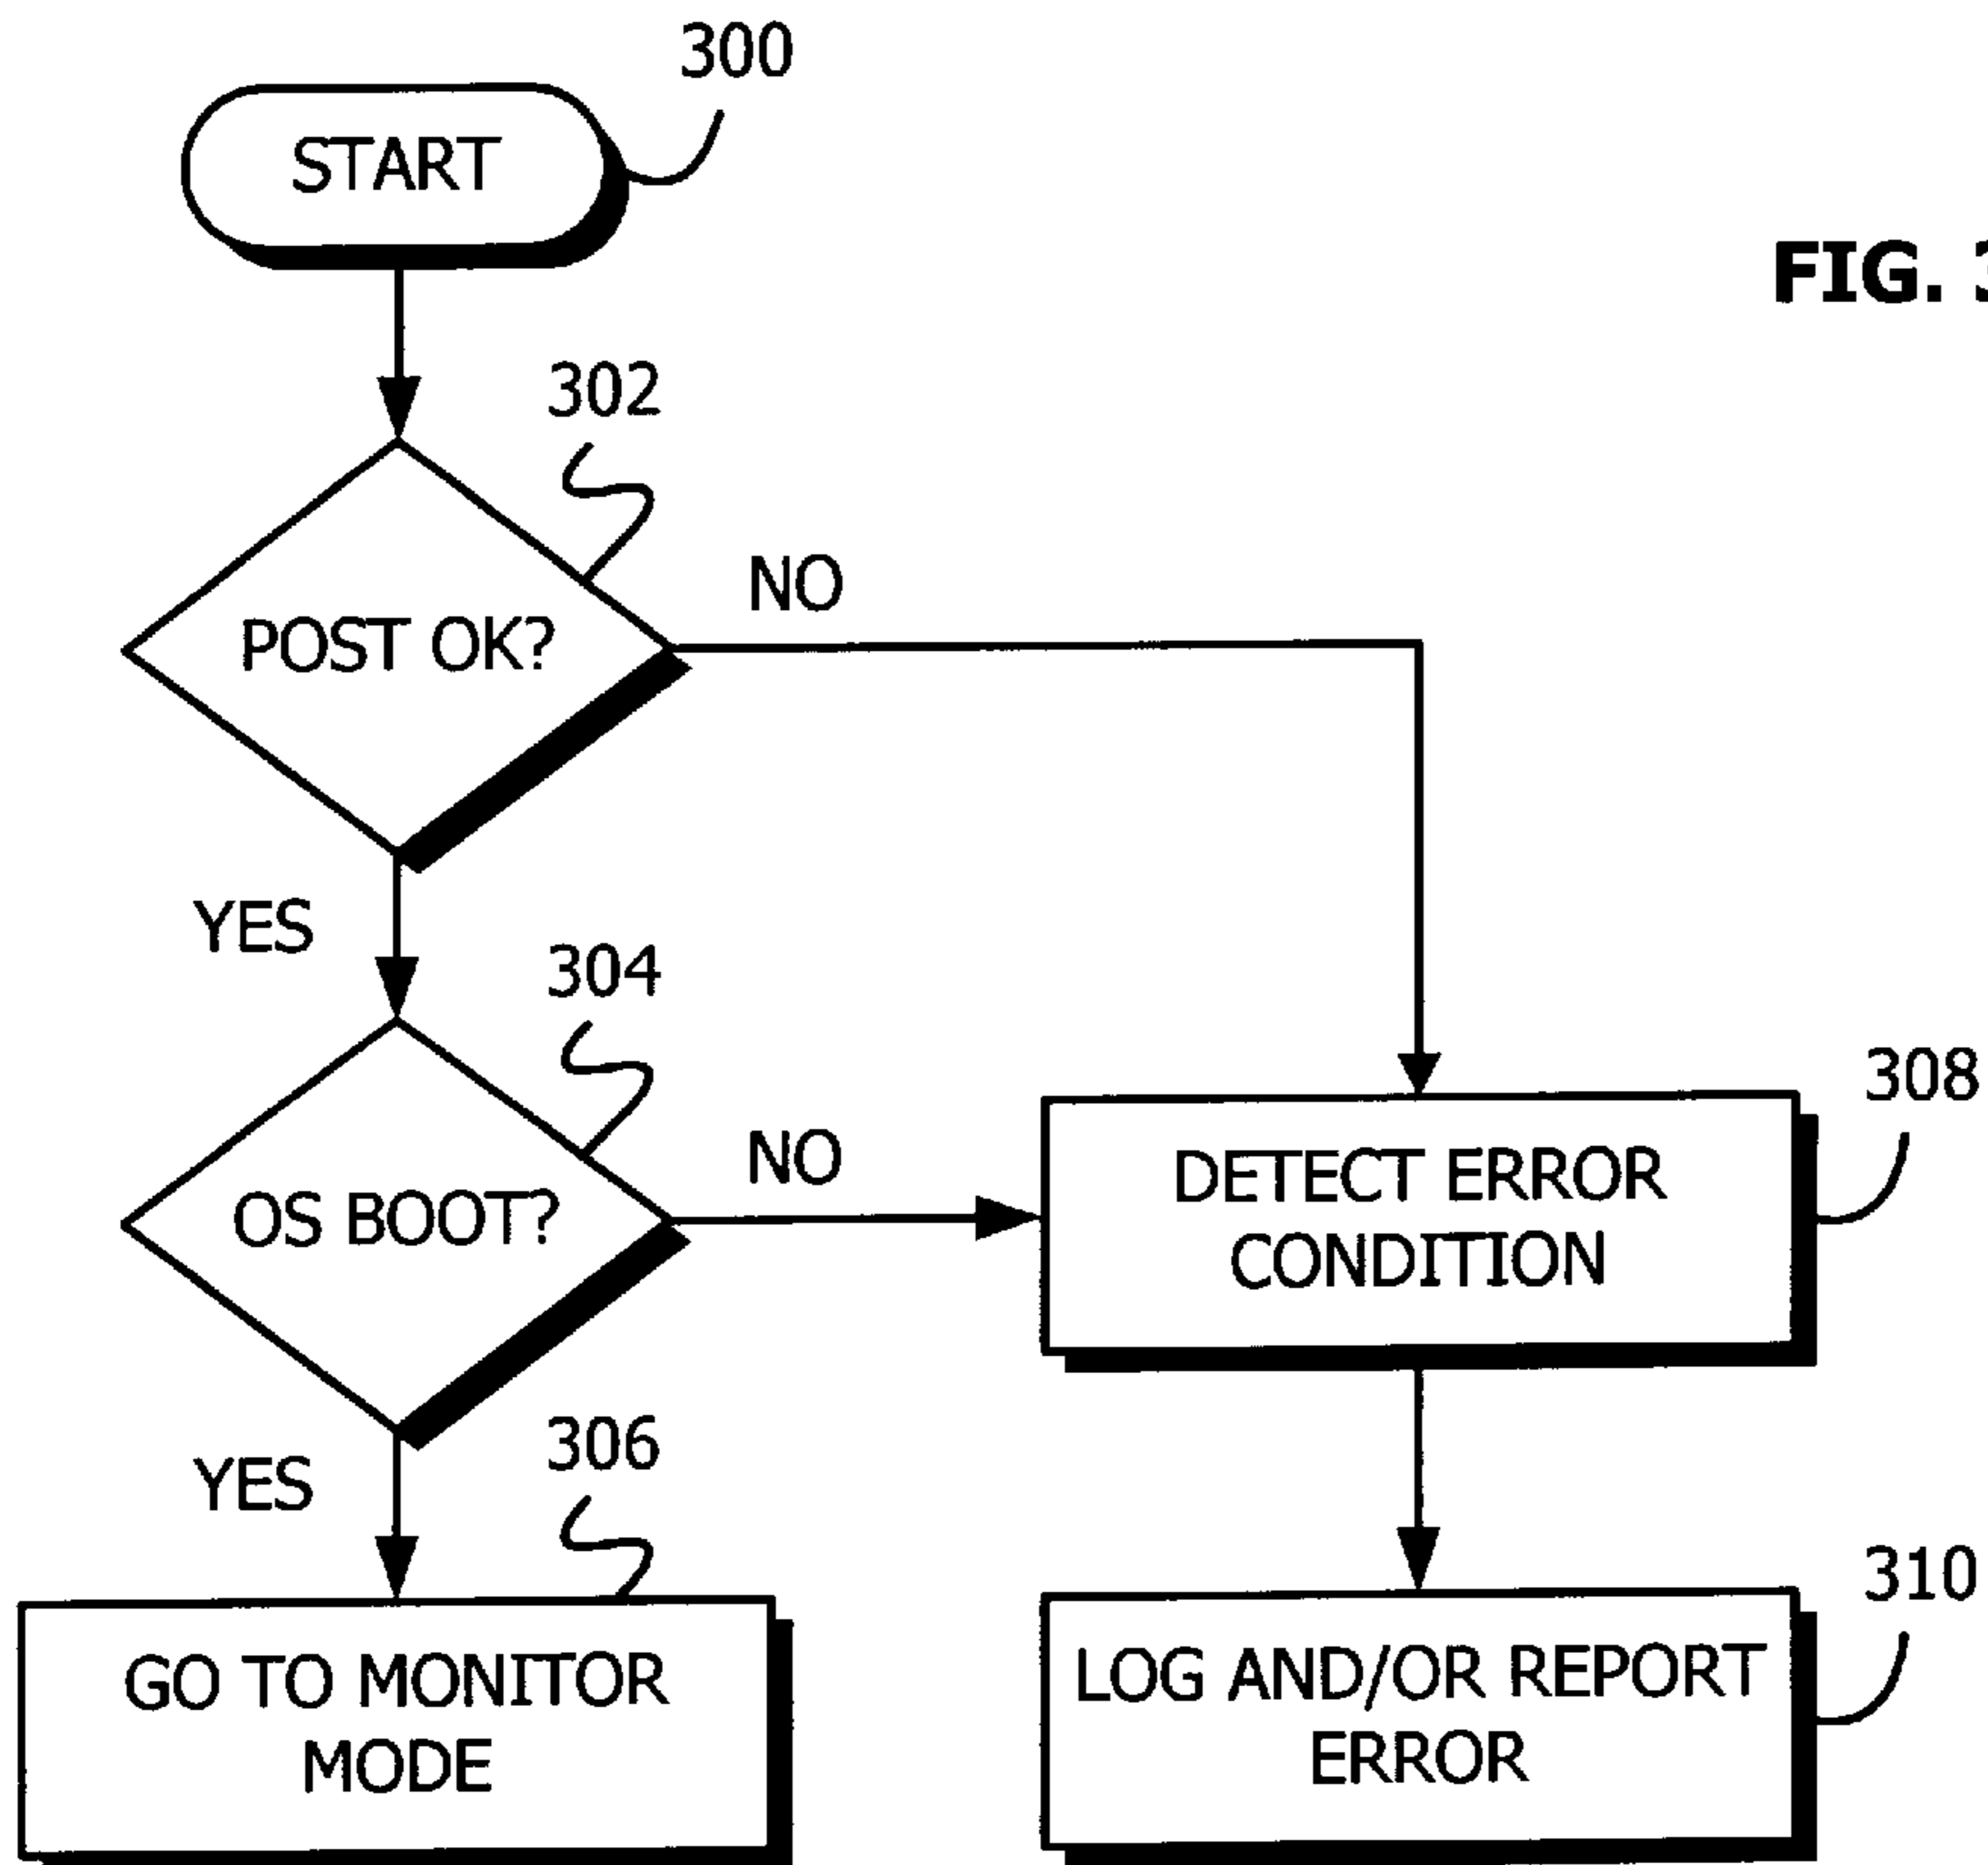 300
START
FIG. 3
302
POST OK?
NO
YES
304
OS BOOT?
NO
308
DETECT ERROR
CONDITION
YES
306
GO TO MONITOR
MODE
310
LOG AND/OR REPORT
ERROR